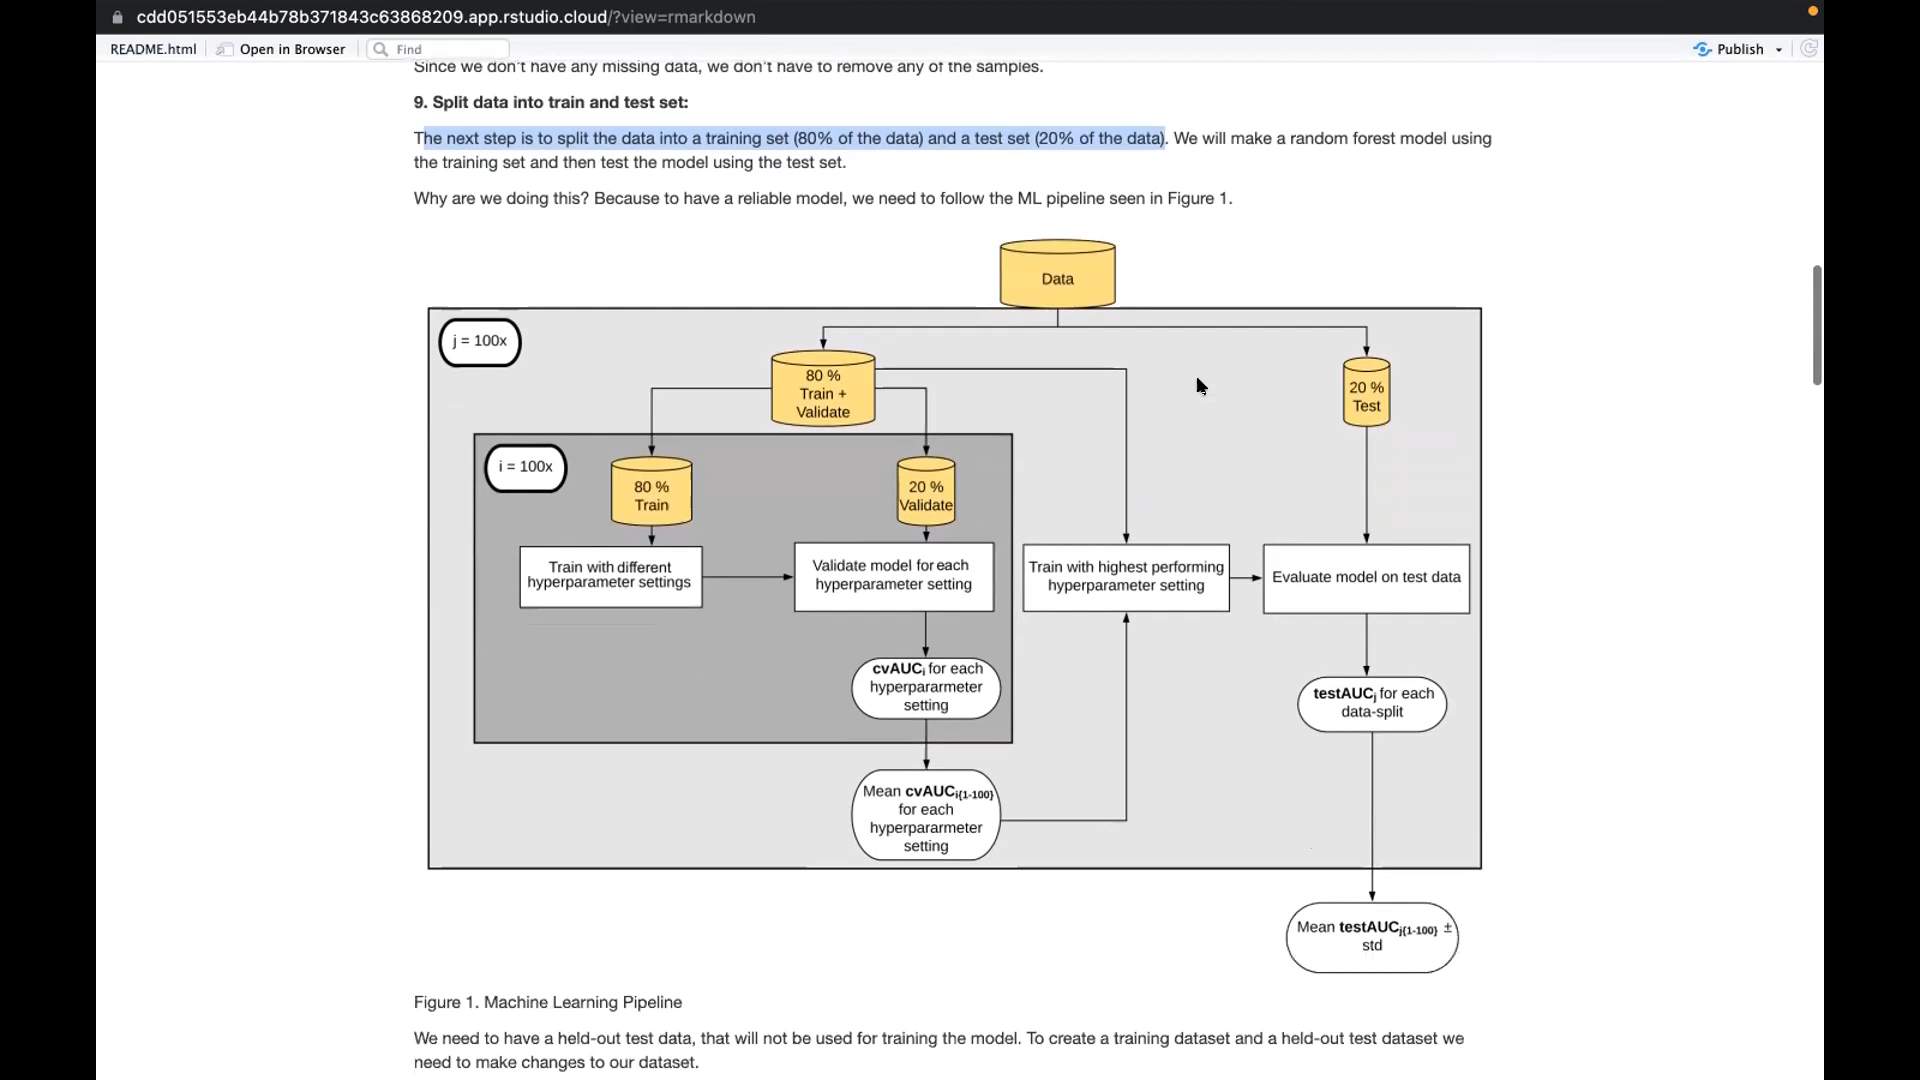 cdd051553eb44b78b371843c63868209.app.rstudio.cloud/?view=rmarkdown
README.html Open in Browser Find Publish
Since we don't have any missing data, we don't have to remove any of the samples.
9. Split data into train and test set:
The next step is to split the data into a training set (80% of the data) and a test set (20% of the data). We will make a random forest model using
the training set and then test the model using the test set.
Why are we doing this? Because to have a reliable model, we need to follow the ML pipeline seen in Figure 1.
Data
j = 100x
80 %
Train +
Validate
20 %
Test
i = 100x
80 %
Train
20 %
Validate
Train with different
hyperparameter settings
Validate model for each
hyperparameter setting
Train with highest performing
hyperparameter setting
Evaluate model on test data
cvAUCi for each
hyperpararmeter
setting
testAUCj for each
data-split
Mean cvAUCi{1-100}
for each
hyperpararmeter
setting
Mean testAUCj{1-100} ±
std
Figure 1. Machine Learning Pipeline
We need to have a held-out test data, that will not be used for training the model. To create a training dataset and a held-out test dataset we
need to make changes to our dataset.